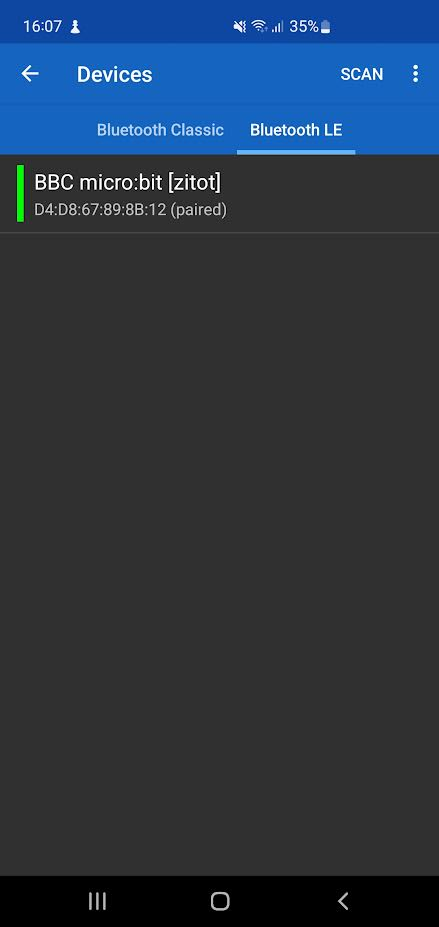 16:07 35%
Devices SCAN
Bluetooth Classic Bluetooth LE
BBC micro:bit [zitot]
D4:D8:67:89:8B:12 (paired)